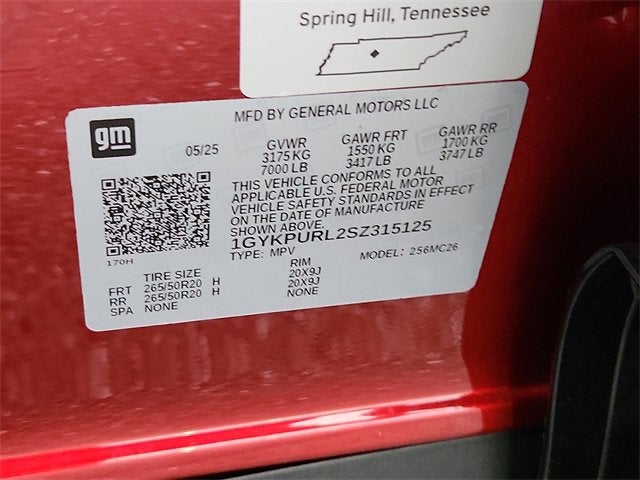 Spring Hill, Tennessee
gm
MFD BY GENERAL MOTORS LLC
05/25 GVWR GAWR FRT GAWR RR
3175 KG 1550 KG 1700 KG
7000 LB 3417 LB 3747 LB
THIS VEHICLE CONFORMS TO ALL
APPLICABLE U.S. FEDERAL MOTOR
VEHICLE SAFETY STANDARDS IN EFFECT
ON THE DATE OF MANUFACTURE
SHOWN ABOVE.
1GYKPURL2SZ315125
170H
TYPE: MPV MODEL: 256MC26
TIRE SIZE RIM
FRT 265/50R20 H 20X9J
RR 265/50R20 H 20X9J
SPA NONE NONE